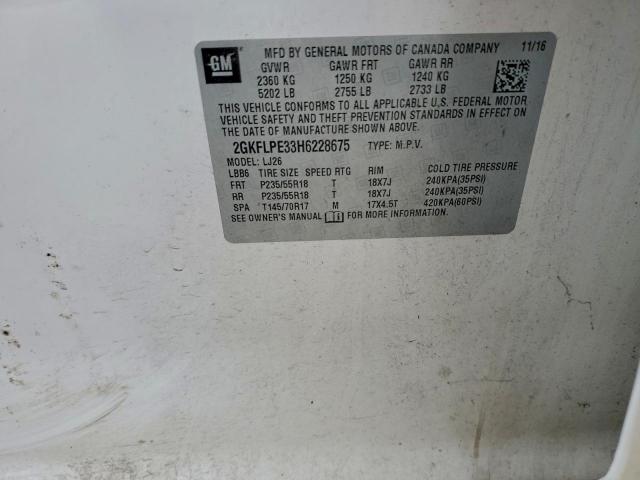 GM
MFD BY GENERAL MOTORS OF CANADA COMPANY 11/16
GVWR GAWR FRT GAWR RR
2360 KG 1250 KG 1240 KG
5202 LB 2755 LB 2733 LB
THIS VEHICLE CONFORMS TO ALL APPLICABLE U.S. FEDERAL MOTOR
VEHICLE SAFETY AND THEFT PREVENTION STANDARDS IN EFFECT ON
THE DATE OF MANUFACTURE SHOWN ABOVE.
2GKFLPE33H6228675 TYPE: M.P.V.
MODEL: LJ26
LBB6 TIRE SIZE SPEED RTG RIM COLD TIRE PRESSURE
FRT P235/55R18 T 18X7J 240KPA(35PSI)
RR P235/55R18 T 18X7J 240KPA(35PSI)
SPA T145/70R17 M 17X4.5T 420KPA(60PSI)
SEE OWNER'S MANUAL FOR MORE INFORMATION.